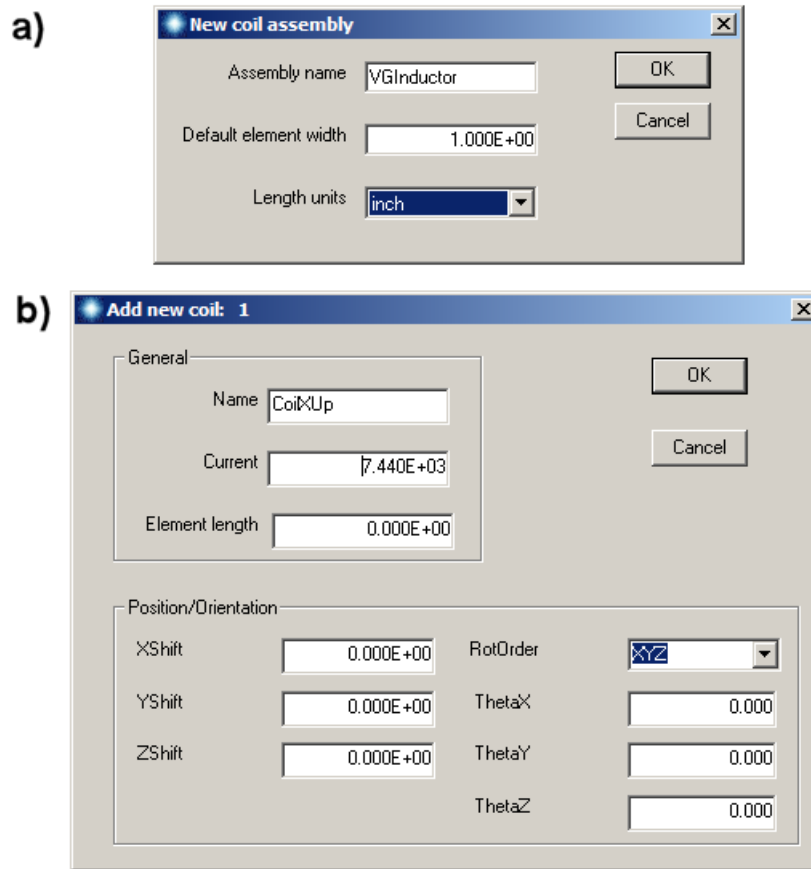 a)
New coil assembly
Assembly name VGInductor OK
Default element width 1.000E+00 Cancel
Length units inch
b)
Add new coil: 1
General
Name CoilXUp OK
Current 7.440E+03 Cancel
Element length 0.000E+00
Position/Orientation
XShift 0.000E+00 RotOrder XYZ
YShift 0.000E+00 ThetaX 0.000
ZShift 0.000E+00 ThetaY 0.000
ThetaZ 0.000